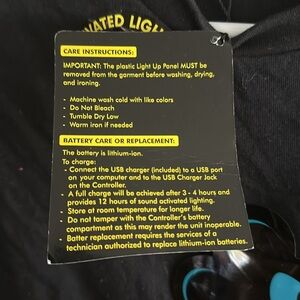 VATED LIGH
CARE INSTRUCTIONS:
IMPORTANT: The plastic Light Up Panel MUST be
removed from the garment before washing, drying,
and ironing.
- Machine wash cold with like colors
- Do Not Bleach
- Tumble Dry Low
- Warm iron if needed
BATTERY CARE OR REPLACEMENT:
The battery is lithium-ion.
To charge:
- Connect the USB charger (included) to a USB port
on your computer and to the USB Charger Jack
on the Controller.
- A full charge will be achieved after 3 - 4 hours and
provides 12 hours of sound activated lighting.
- Store at room temperature for longer life.
- Do not tamper with the Controller's battery
compartment as this may render the unit inoperable.
- Batter replacement requires the services of a
technician authorized to replace lithium-ion batteries.